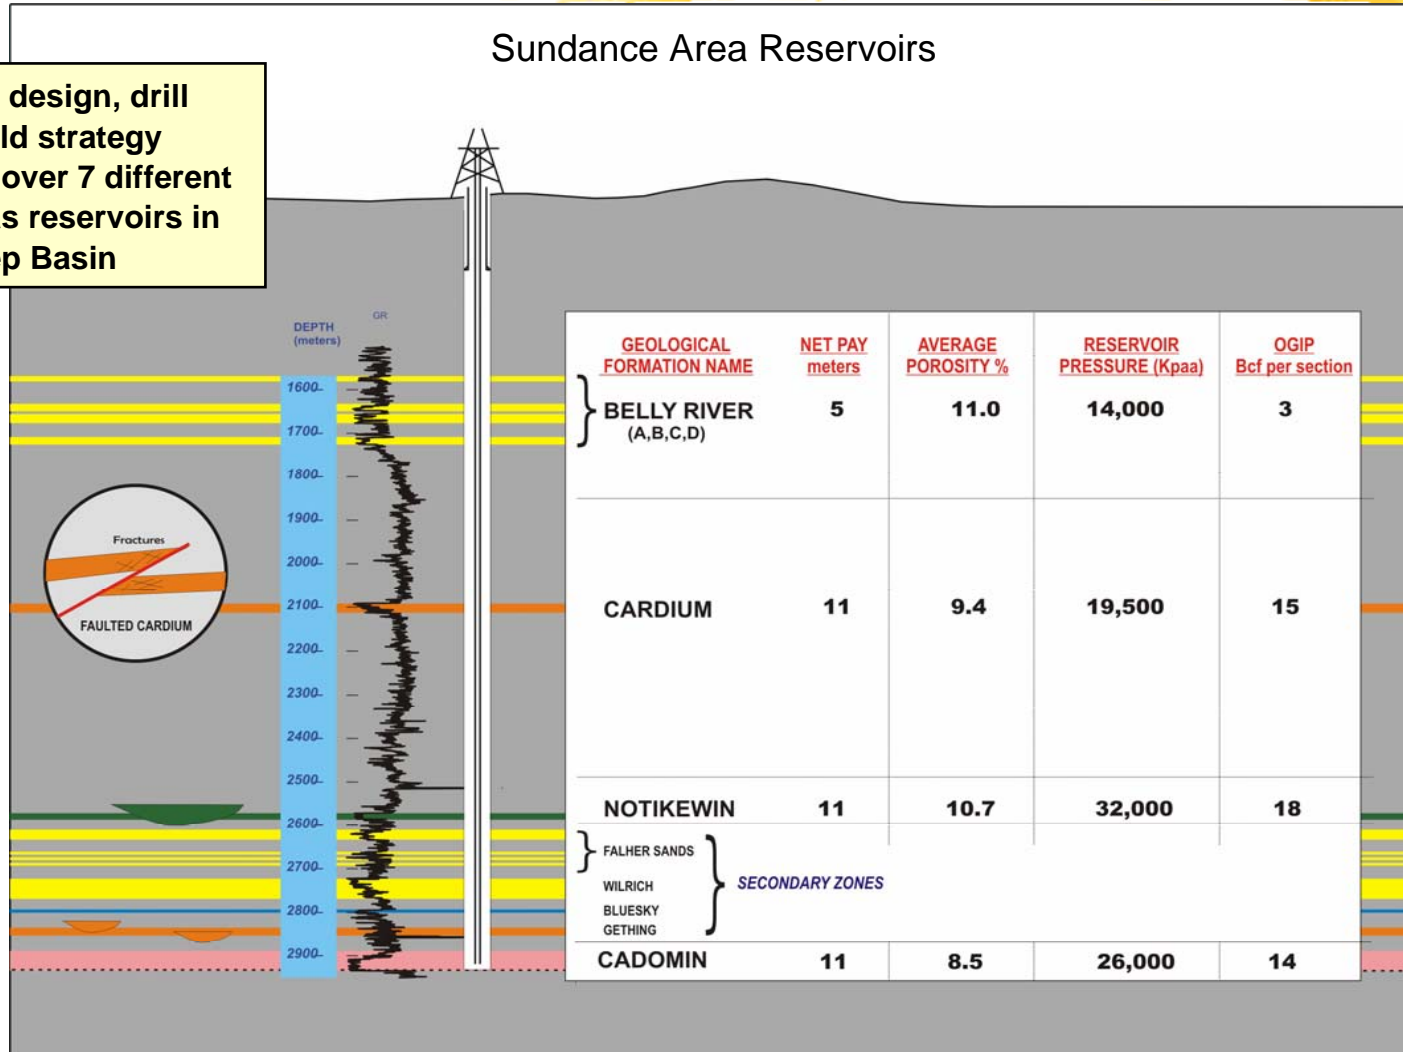 Sundance Area Reservoirs
design, drill
ld strategy
over 7 different
s reservoirs in
p Basin
DEPTH
(meters)
GR
1600
1700
1800
1900
2000
2100
2200
2300
2400
2500
2600
2700
2800
2900
Fractures
FAULTED CARDIUM
GEOLOGICAL FORMATION NAME
NET PAY meters
AVERAGE POROSITY %
RESERVOIR PRESSURE (Kpaa)
OGIP Bcf per section
BELLY RIVER 5 11.0 14,000 3
(A,B,C,D)
CARDIUM 11 9.4 19,500 15
NOTIKEWIN 11 10.7 32,000 18
FALHER SANDS
WILRICH
BLUESKY
GETHING
SECONDARY ZONES
CADOMIN 11 8.5 26,000 14